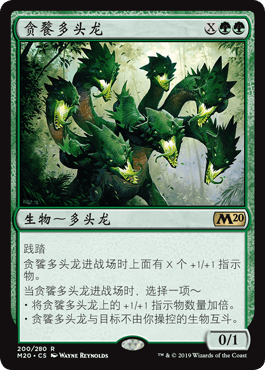 贪餮多头龙 X
生物～多头龙 M20
践踏
贪餮多头龙进战场时上面有 X 个 +1/+1 指示
物。
当贪餮多头龙进战场时,选择一项～
• 将贪餮多头龙上的 +1/+1 指示物数量加倍。
• 贪餮多头龙与目标不由你操控的生物互斗。
0/1
200/280 R
M20 • CS WAYNE REYNOLDS
™ & © 2019 Wizards of the Coast